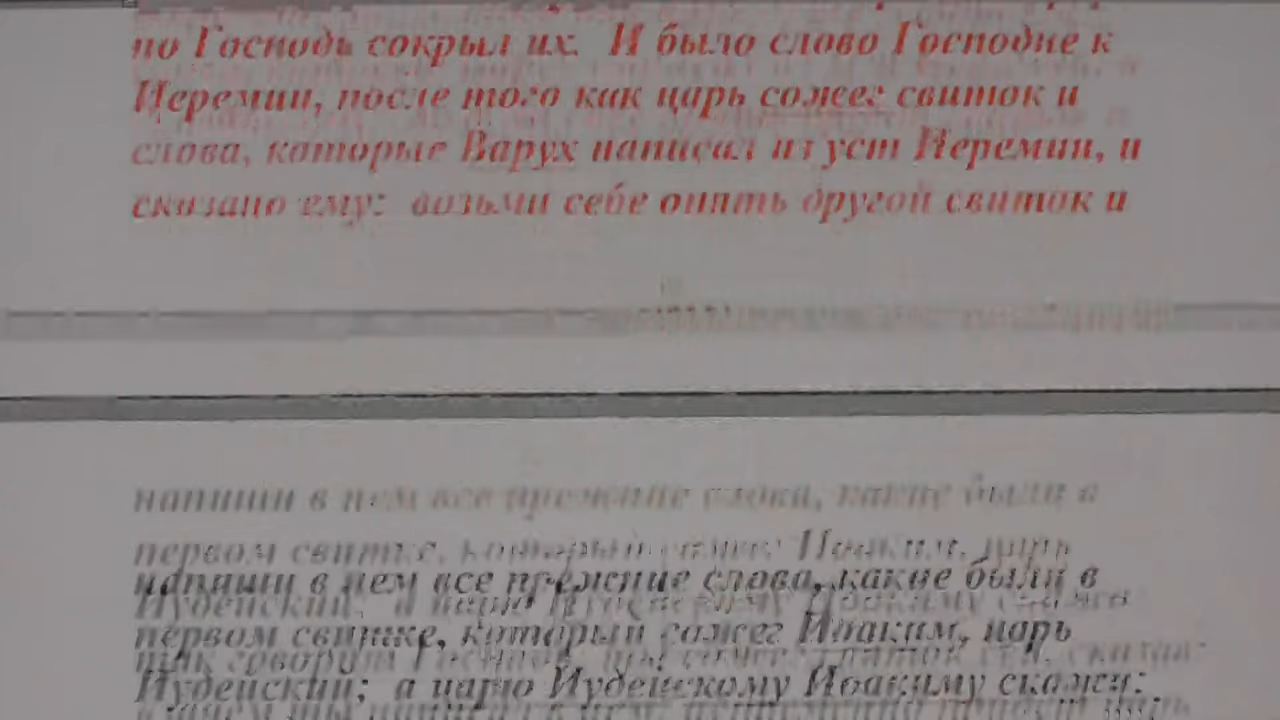 но Господь сокрыл их. И было слово Господне к
Иеремии, после того как царь сожег свиток и
слова, которые Варух написал из уст Иеремии, и
сказано ему: возьми себе опять другой свиток и
напиши в нем все прежние слова, какие были в
первом свитке, который сожег Иоаким, царь
Иудейский; а царю Иудейскому Иоакиму скажи: